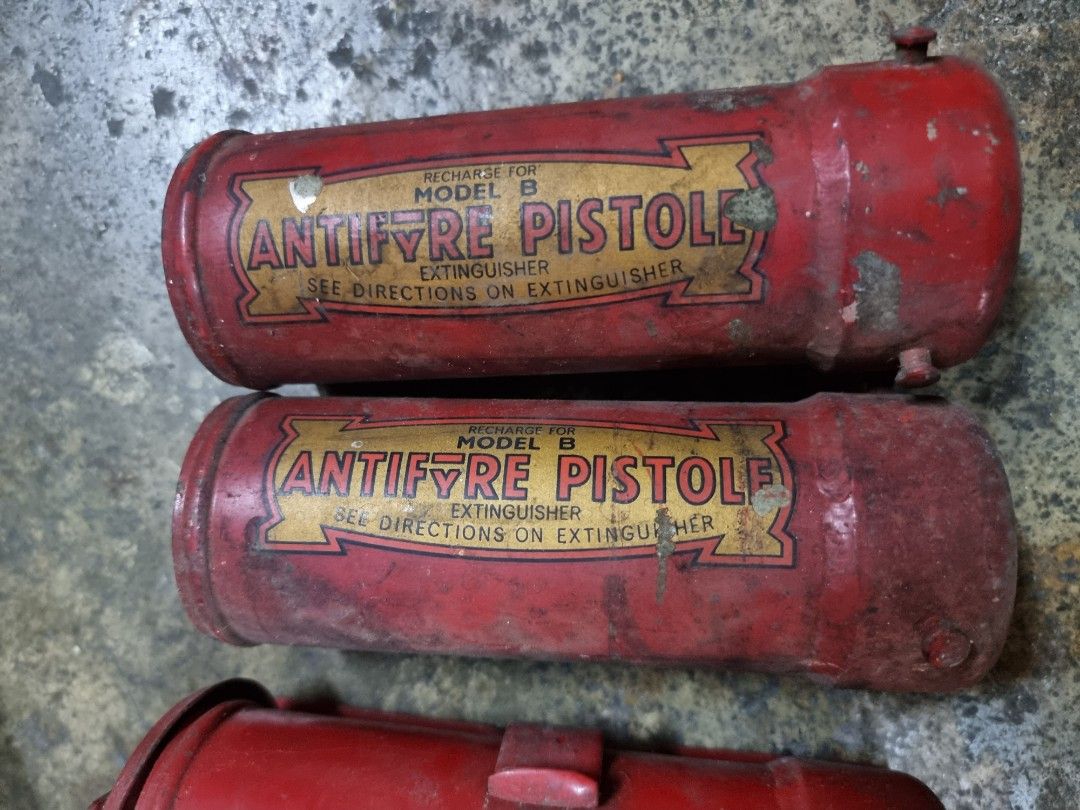 RECHARGE FOR
MODEL B
ANTIFYRE PISTOLE
EXTINGUISHER
SEE DIRECTIONS ON EXTINGUISHER
RECHARGE FOR
MODEL B
ANTIFYRE PISTOLE
EXTINGUISHER
SEE DIRECTIONS ON EXTINGUISHER